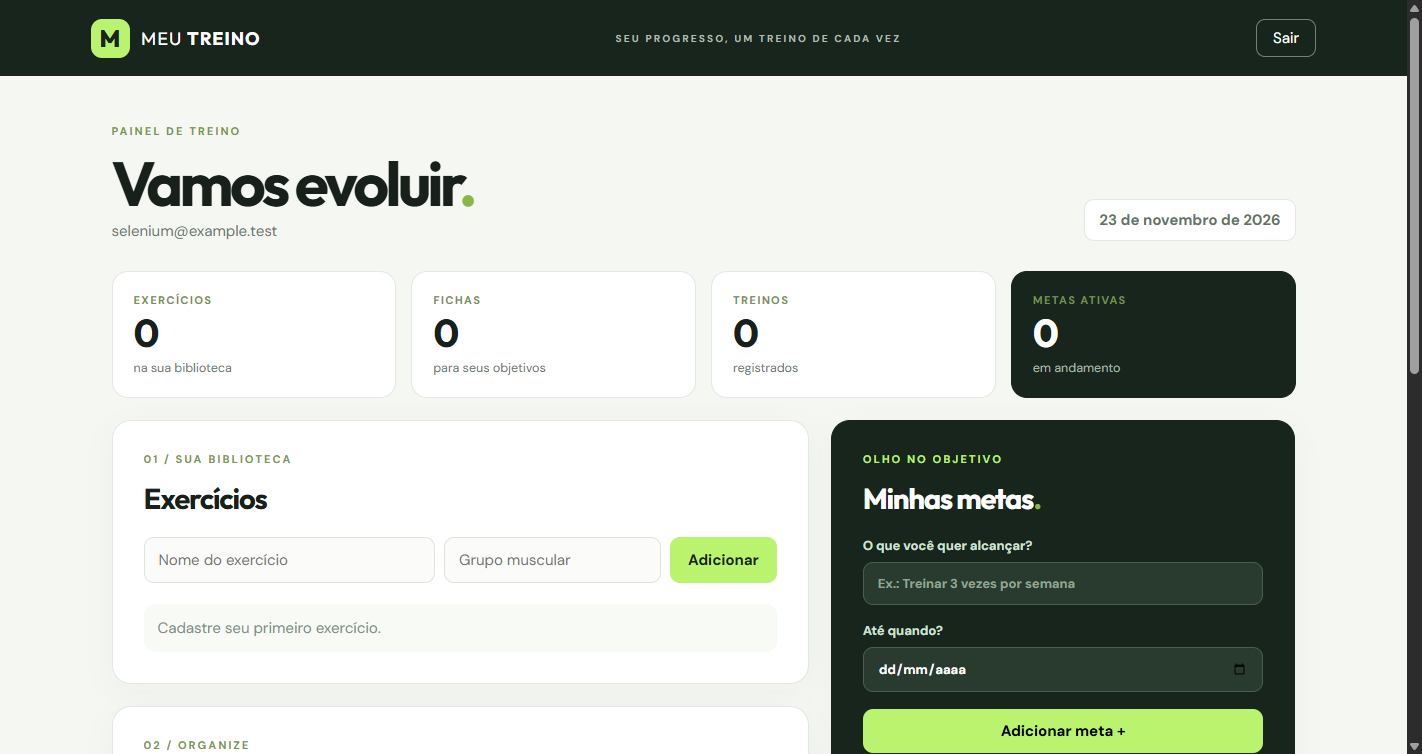 M MEU TREINO
SEU PROGRESSO, UM TREINO DE CADA VEZ
Sair
PAINEL DE TREINO
Vamos evoluir.
selenium@example.test
23 de novembro de 2026
EXERCÍCIOS
0
na sua biblioteca
FICHAS
0
para seus objetivos
TREINOS
0
registrados
METAS ATIVAS
0
em andamento
01 / SUA BIBLIOTECA
Exercícios
Nome do exercício
Grupo muscular
Adicionar
Cadastre seu primeiro exercício.
02 / ORGANIZE
OLHO NO OBJETIVO
Minhas metas.
O que você quer alcançar?
Ex.: Treinar 3 vezes por semana
Até quando?
dd/mm/aaaa
Adicionar meta +